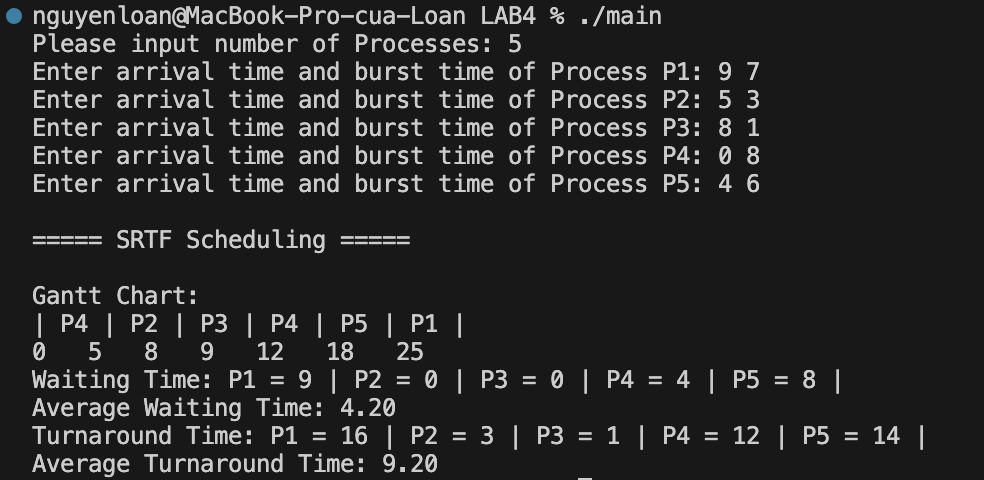 nguyenloan@MacBook-Pro-cua-Loan LAB4 % ./main
Please input number of Processes: 5
Enter arrival time and burst time of Process P1: 9 7
Enter arrival time and burst time of Process P2: 5 3
Enter arrival time and burst time of Process P3: 8 1
Enter arrival time and burst time of Process P4: 0 8
Enter arrival time and burst time of Process P5: 4 6
===== SRTF Scheduling =====
Gantt Chart:
| P4 | P2 | P3 | P4 | P5 | P1 |
0   5   8   9   12   18   25
Waiting Time: P1 = 9 | P2 = 0 | P3 = 0 | P4 = 4 | P5 = 8 |
Average Waiting Time: 4.20
Turnaround Time: P1 = 16 | P2 = 3 | P3 = 1 | P4 = 12 | P5 = 14 |
Average Turnaround Time: 9.20